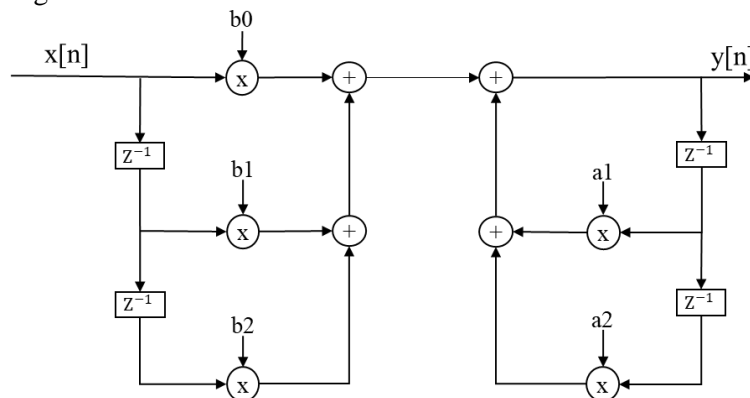 b0
x[n]
y[n]
x
+
+
Z⁻¹
Z⁻¹
b1
a1
x
+
+
x
Z⁻¹
Z⁻¹
b2
a2
x
x